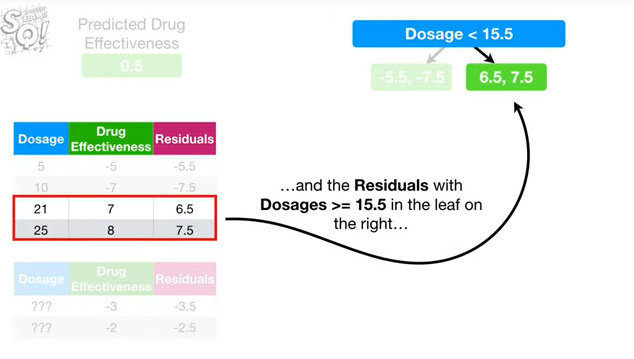 Predicted Drug
Effectiveness
0.5
Dosage < 15.5
-5.5, -7.5
6.5, 7.5
Dosage Drug Effectiveness Residuals
5 -5 -5.5
10 -7 -7.5
21 7 6.5
25 8 7.5
…and the Residuals with
Dosages >= 15.5 in the leaf on
the right…
Dosage Drug Effectiveness Residuals
??? -3 -3.5
??? -2 -2.5